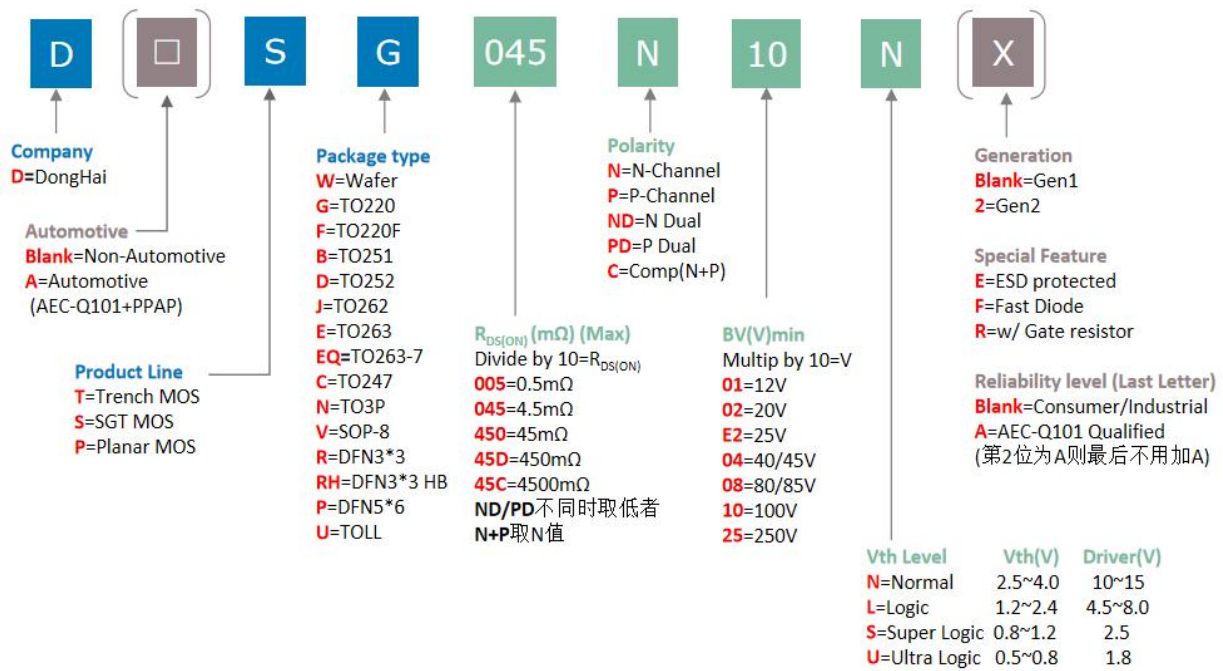 D □ S G 045 N 10 N X
Company
D=DongHai
Automotive
Blank=Non-Automotive
A=Automotive
(AEC-Q101+PPAP)
Product Line
T=Trench MOS
S=SGT MOS
P=Planar MOS
Package type
W=Wafer
G=TO220
F=TO220F
B=TO251
D=TO252
J=TO262
E=TO263
EQ=TO263-7
C=TO247
N=TO3P
V=SOP-8
R=DFN3*3
RH=DFN3*3 HB
P=DFN5*6
U=TOLL
RDS(ON) (mΩ) (Max)
Divide by 10=RDS(ON)
005=0.5mΩ
045=4.5mΩ
450=45mΩ
45D=450mΩ
45C=4500mΩ
ND/PD不同时取低者
N+P取N值
Polarity
N=N-Channel
P=P-Channel
ND=N Dual
PD=P Dual
C=Comp(N+P)
BV(V)min
Multip by 10=V
01=12V
02=20V
E2=25V
04=40/45V
08=80/85V
10=100V
25=250V
Vth Level Vth(V) Driver(V)
N=Normal 2.5~4.0 10~15
L=Logic 1.2~2.4 4.5~8.0
S=Super Logic 0.8~1.2 2.5
U=Ultra Logic 0.5~0.8 1.8
Generation
Blank=Gen1
2=Gen2
Special Feature
E=ESD protected
F=Fast Diode
R=w/ Gate resistor
Reliability level (Last Letter)
Blank=Consumer/Industrial
A=AEC-Q101 Qualified
(第2位为A则最后不用加A)